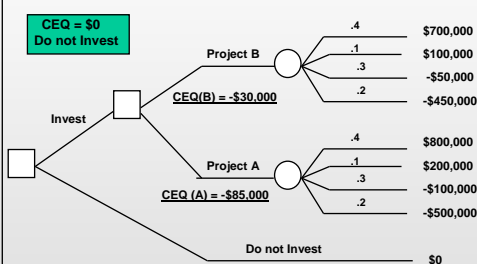 CEQ = $0
Do not Invest
Project B
CEQ(B) = -$30,000
.4
$700,000
.1
$100,000
.3
-$50,000
.2
-$450,000
Invest
Project A
CEQ (A) = -$85,000
.4
$800,000
.1
$200,000
.3
-$100,000
.2
-$500,000
Do not Invest
$0